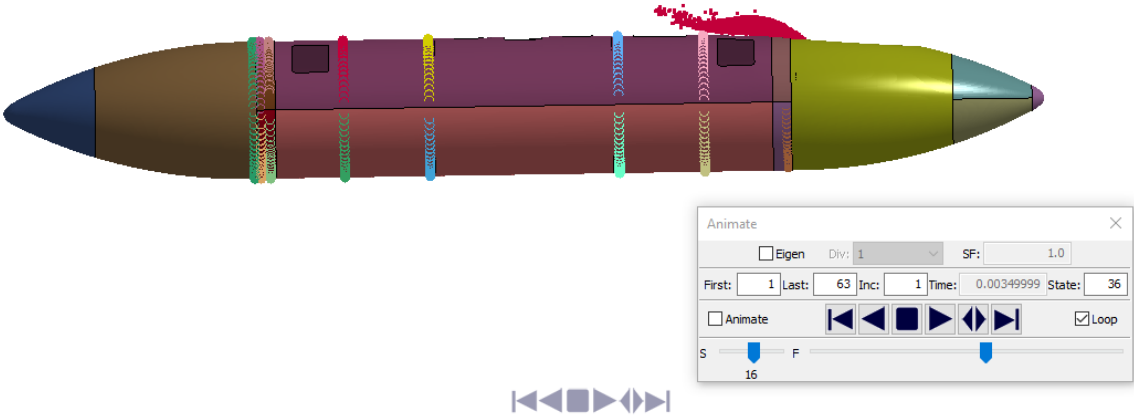 Animate
Eigen Div: 1 SF: 1.0
First: 1 Last: 63 Inc: 1 Time: 0.00349999 State: 36
Animate Loop
S F
16